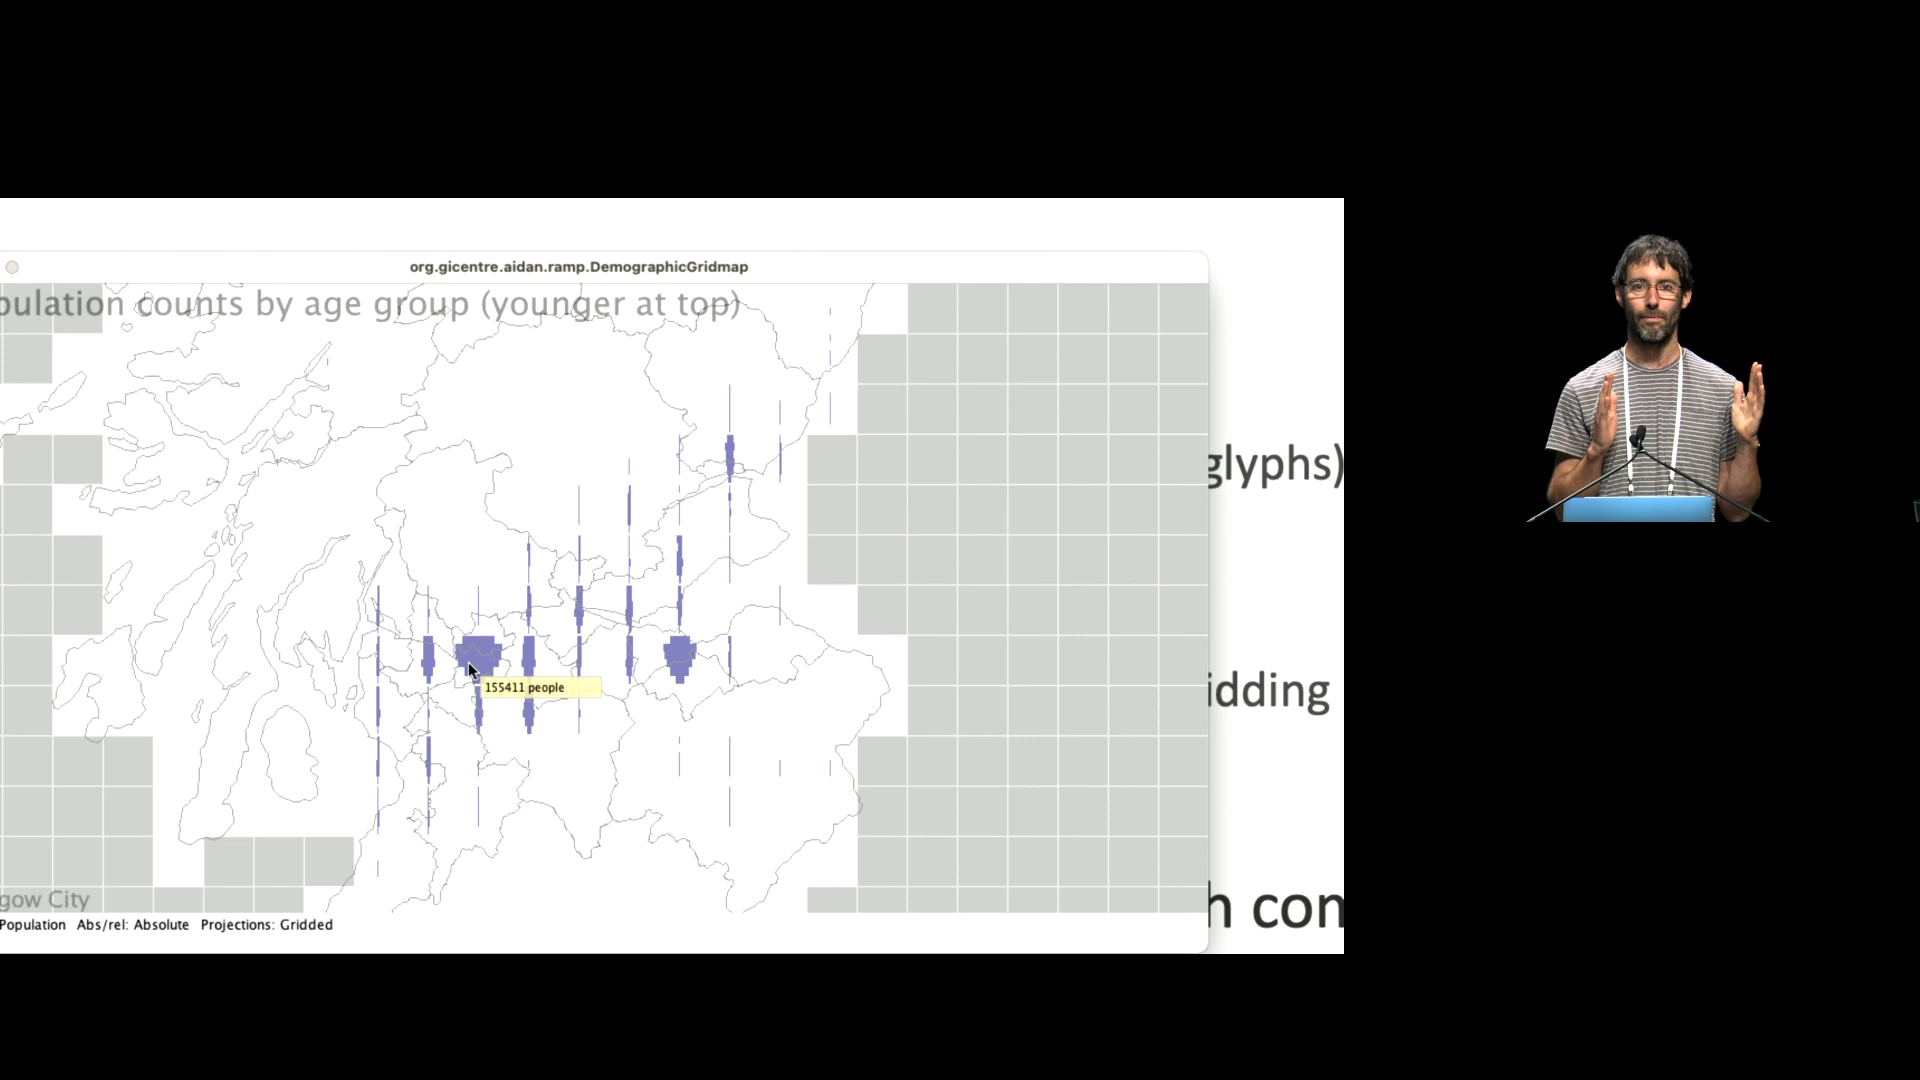 org.gicentre.aidan.ramp.DemographicGridmap
pulation counts by age group (younger at top)
glyphs)
155411 people
idding
gow City
h con
Population Abs/rel: Absolute Projections: Gridded